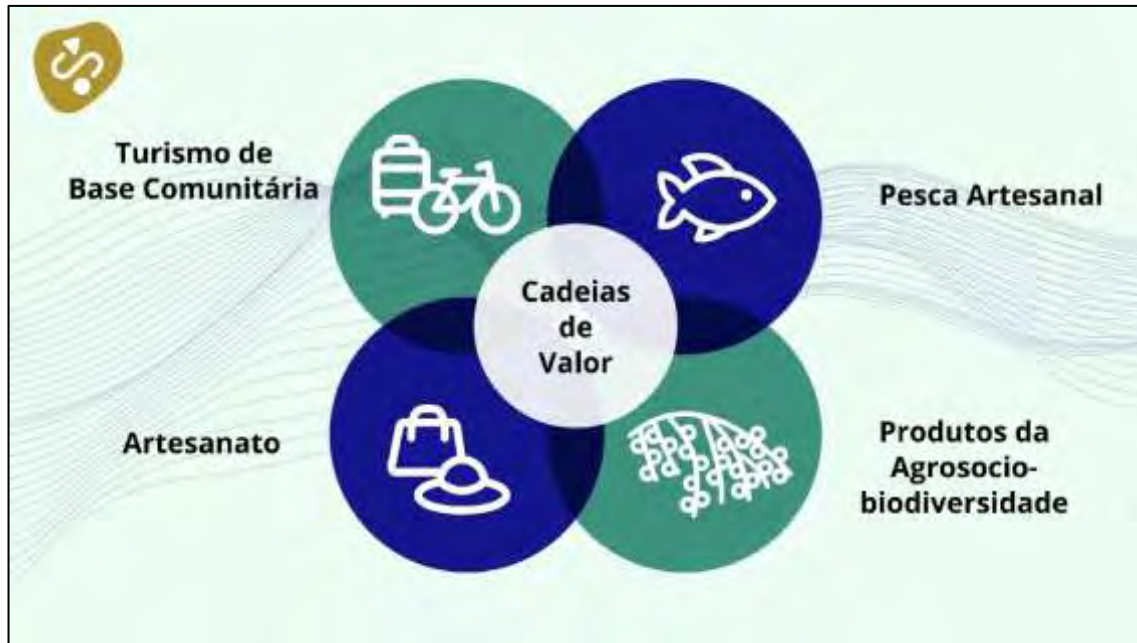 Turismo de
Base Comunitária
Pesca Artesanal
Cadeias
de
Valor
Artesanato
Produtos da
Agrosocio-
biodiversidade